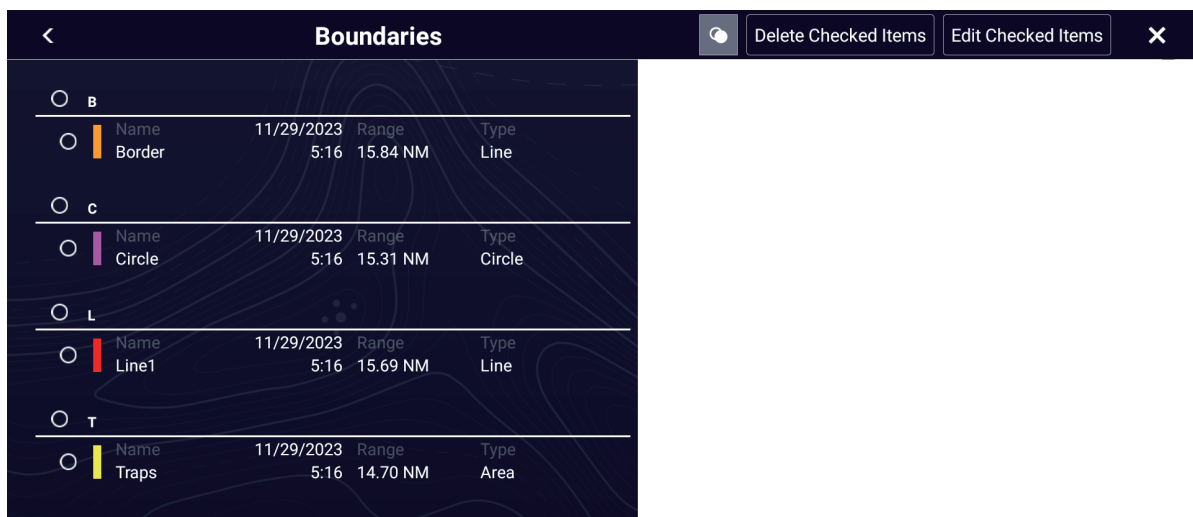 Boundaries Delete Checked Items Edit Checked Items
B
Name 11/29/2023 Range Type
Border 5:16 15.84 NM Line
C
Name 11/29/2023 Range Type
Circle 5:16 15.31 NM Circle
L
Name 11/29/2023 Range Type
Line1 5:16 15.69 NM Line
T
Name 11/29/2023 Range Type
Traps 5:16 14.70 NM Area